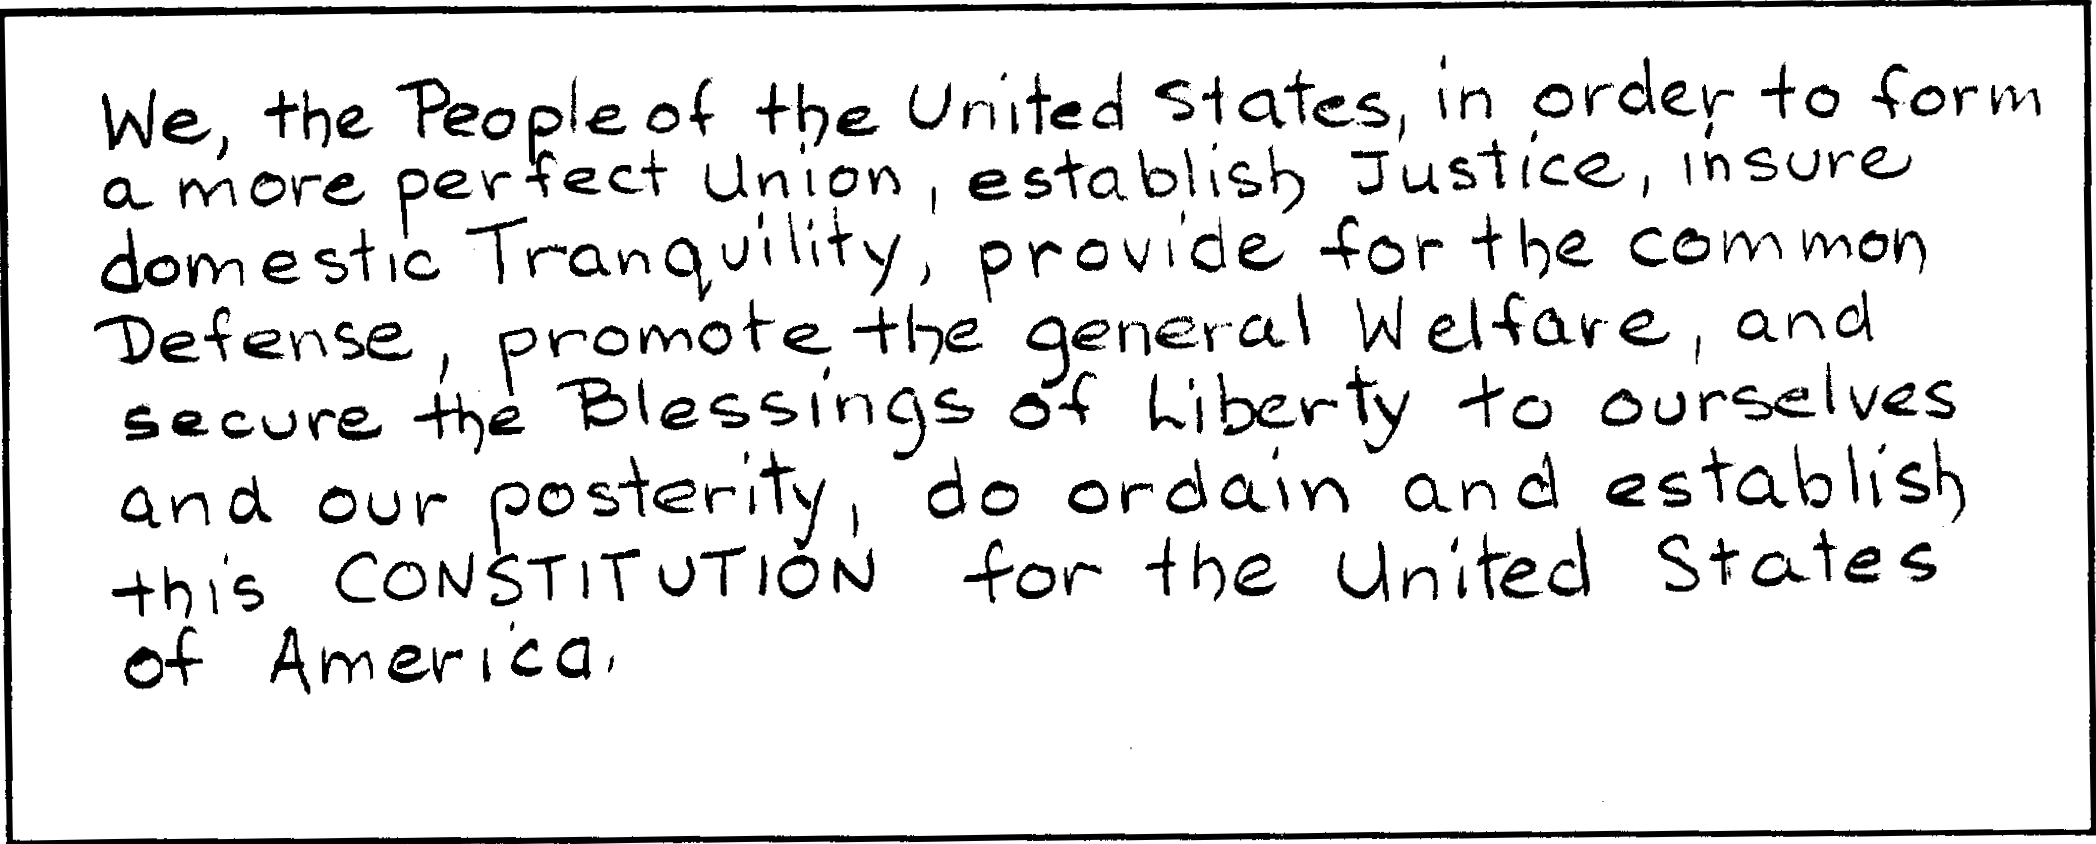 We, the People of the United States, in order to form
a more perfect Union, establish Justice, insure
domestic Tranquility, provide for the common
Defense, promote the general Welfare, and
secure the Blessings of Liberty to ourselves
and our posterity, do ordain and establish
this CONSTITUTION for the United States
of America.